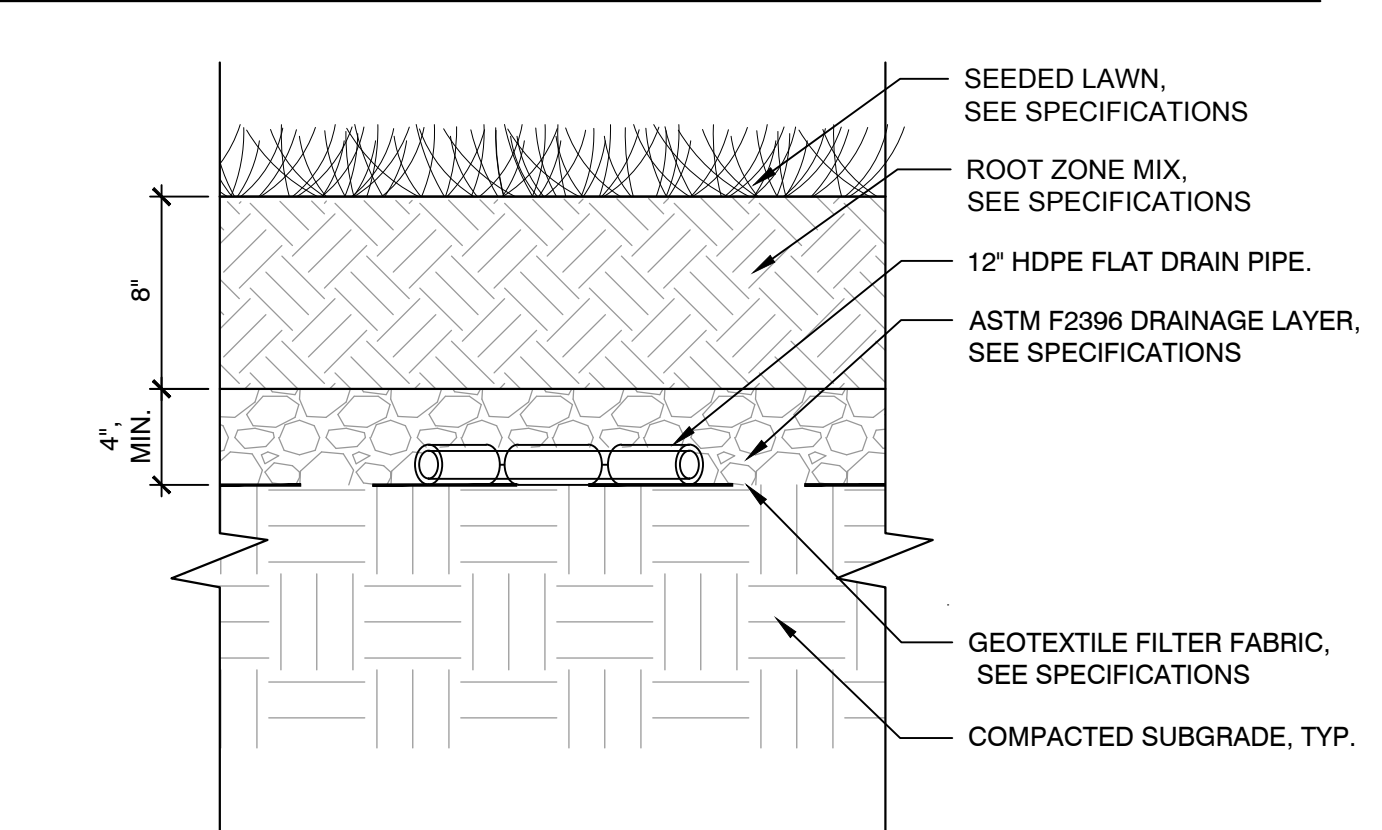 SEEDED LAWN,
SEE SPECIFICATIONS
ROOT ZONE MIX,
SEE SPECIFICATIONS
12" HDPE FLAT DRAIN PIPE.
ASTM F2396 DRAINAGE LAYER,
SEE SPECIFICATIONS
8"
4",
MIN.
GEOTEXTILE FILTER FABRIC,
SEE SPECIFICATIONS
COMPACTED SUBGRADE, TYP.